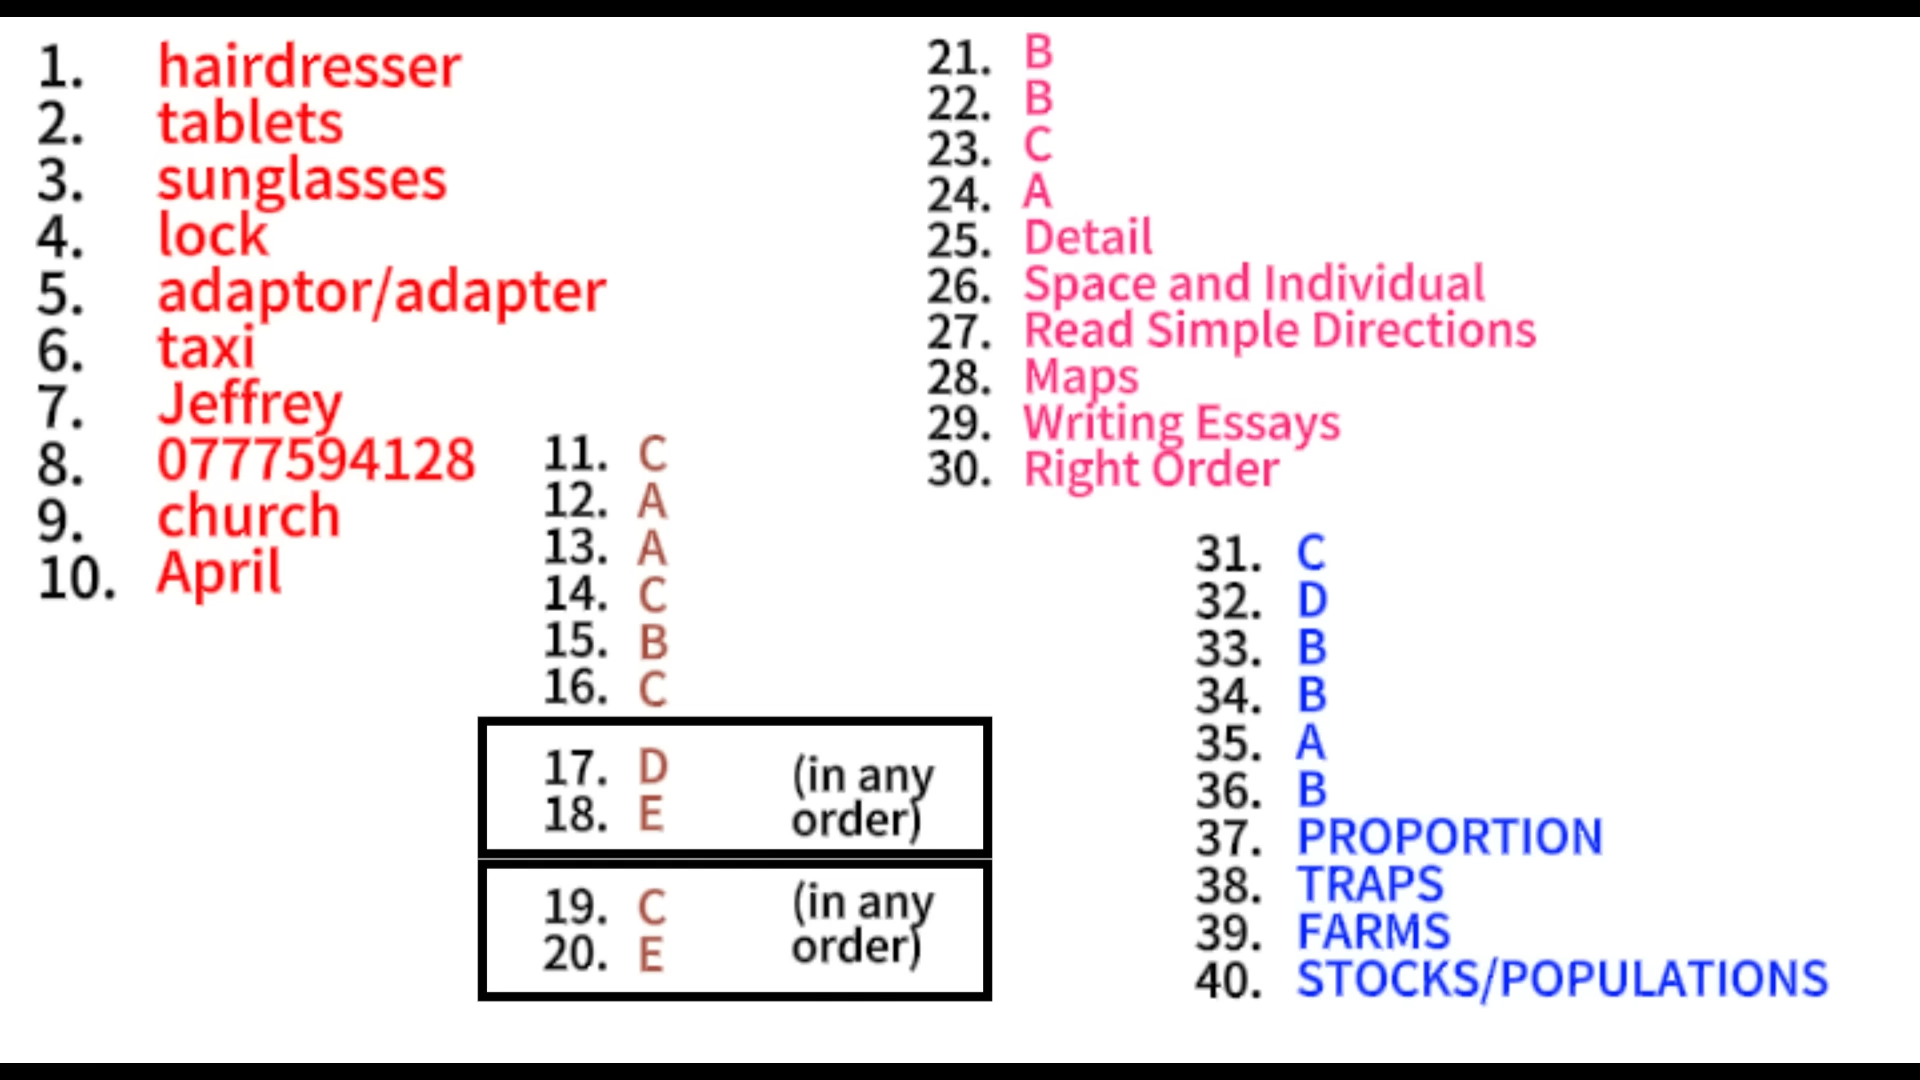 1. hairdresser
2. tablets
3. sunglasses
4. lock
5. adaptor/adapter
6. taxi
7. Jeffrey
8. 0777594128
9. church
10. April
11. C
12. A
13. A
14. C
15. B
16. C
17. D
18. E
(in any
order)
19. C
20. E
(in any
order)
21. B
22. B
23. C
24. A
25. Detail
26. Space and Individual
27. Read Simple Directions
28. Maps
29. Writing Essays
30. Right Order
31. C
32. D
33. B
34. B
35. A
36. B
37. PROPORTION
38. TRAPS
39. FARMS
40. STOCKS/POPULATIONS